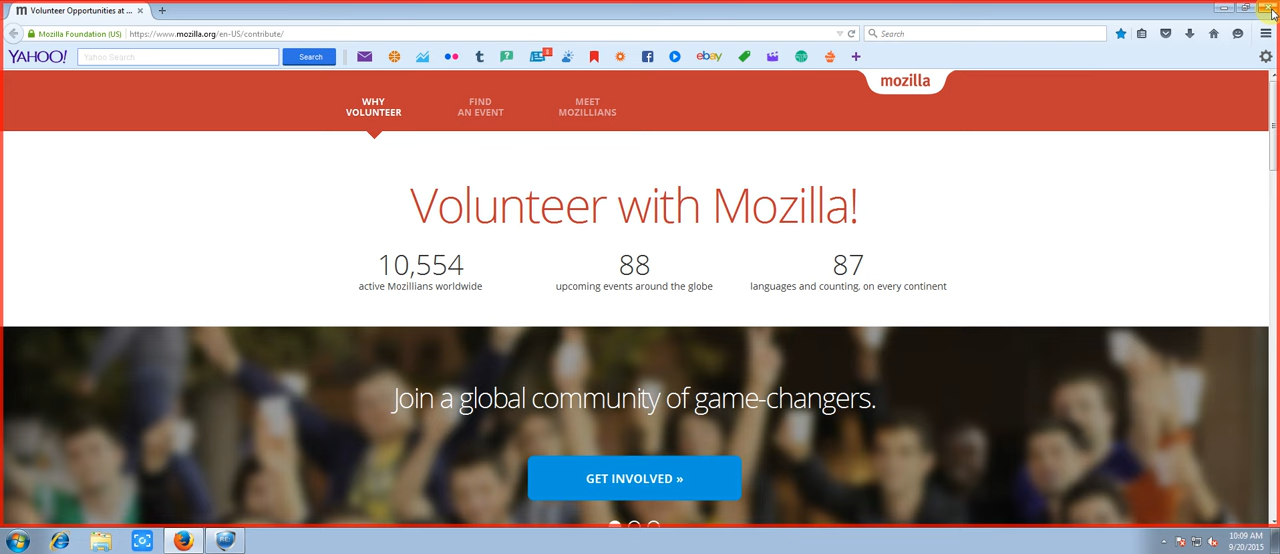 Volunteer Opportunities at ...
Mozilla Foundation (US)
https://www.mozilla.org/en-US/contribute/
Search
YAHOO!
Yahoo Search
Search
8
ebay
mozilla
WHY
VOLUNTEER
FIND
AN EVENT
MEET
MOZILLIANS
Volunteer with Mozilla!
10,554
active Mozillians worldwide
88
upcoming events around the globe
87
languages and counting, on every continent
Join a global community of game-changers.
GET INVOLVED »
10:09 AM
9/20/2015